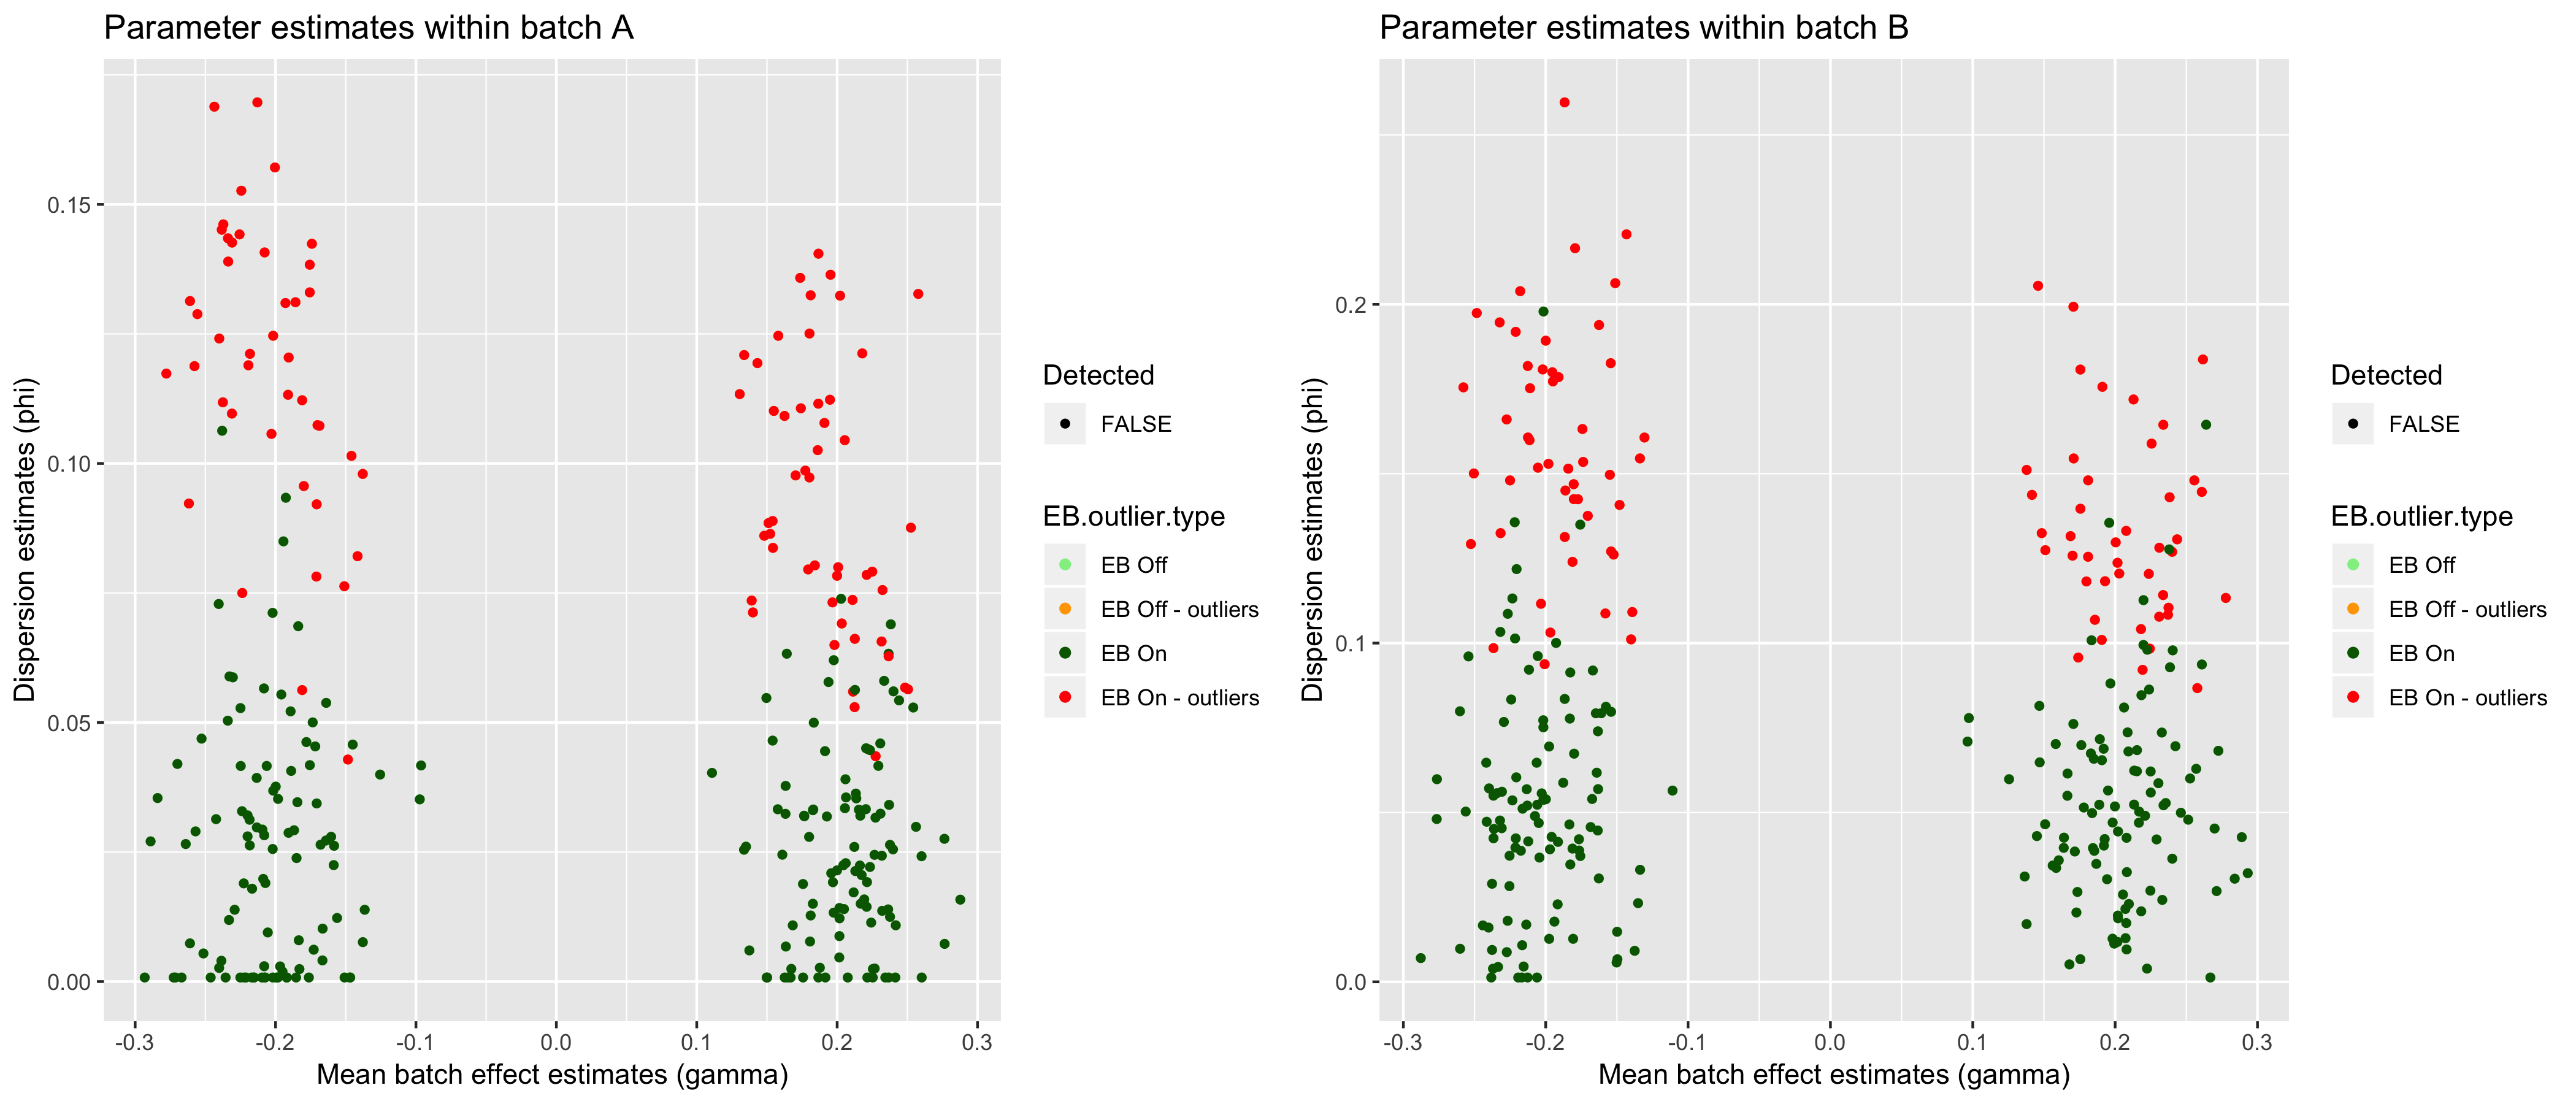 Parameter estimates within batch A
Dispersion estimates (phi)
0.15
0.10
0.05
0.00
-0.3 -0.2 -0.1 0.0 0.1 0.2 0.3
Mean batch effect estimates (gamma)
Detected
FALSE
EB.outlier.type
EB Off
EB Off - outliers
EB On
EB On - outliers
Parameter estimates within batch B
Dispersion estimates (phi)
0.2
0.1
0.0
-0.3 -0.2 -0.1 0.0 0.1 0.2 0.3
Mean batch effect estimates (gamma)
Detected
FALSE
EB.outlier.type
EB Off
EB Off - outliers
EB On
EB On - outliers